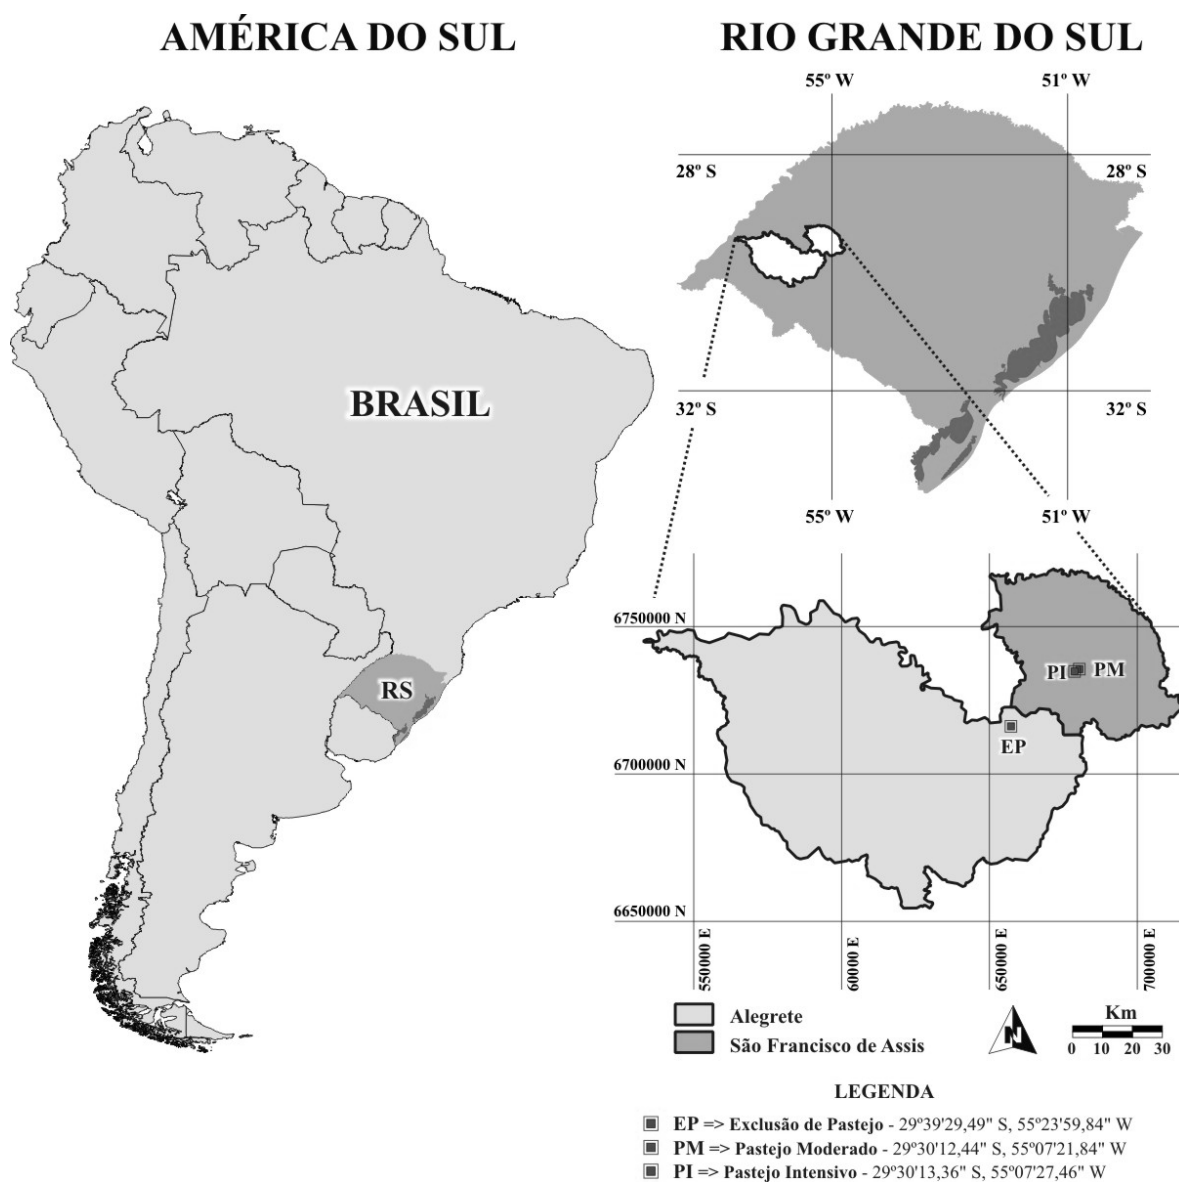 AMÉRICA DO SUL
RIO GRANDE DO SUL
55º W 51º W
28º S 28º S
32º S 32º S
55º W 51º W
BRASIL
RS
6750000 N
PI PM
EP
6700000 N
6650000 N
550000 E
600000 E
650000 E
700000 E
Alegrete
São Francisco de Assis
N
Km
0 10 20 30
LEGENDA
EP => Exclusão de Pastejo - 29º39'29,49" S, 55º23'59,84" W
PM => Pastejo Moderado - 29º30'12,44" S, 55º07'21,84" W
PI => Pastejo Intensivo - 29º30'13,36" S, 55º07'27,46" W